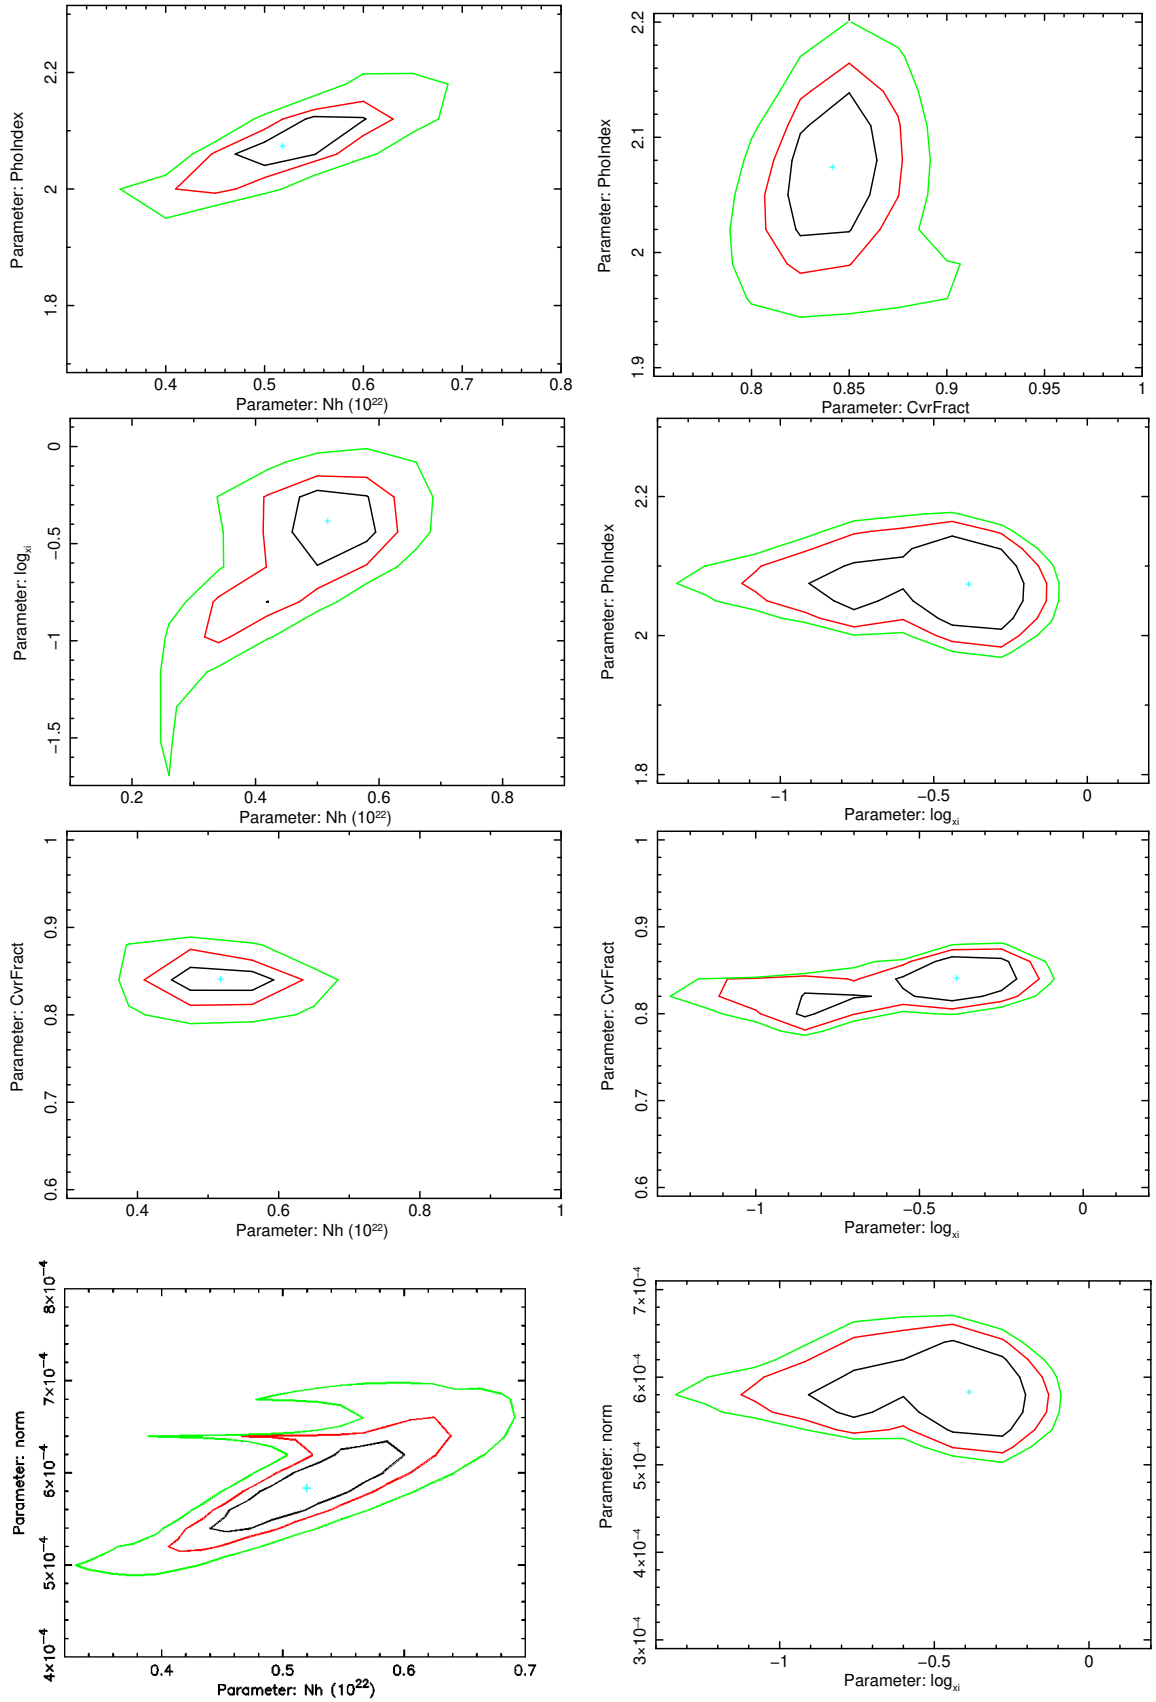 2.2
2
1.8
Parameter: PhoIndex
0.4 0.5 0.6 0.7 0.8
Parameter: Nh (10²²)
2.2
2.1
2
1.9
Parameter: PhoIndex
0.8 0.85 0.9 0.95 1
Parameter: CvrFract
0
−0.5
−1
−1.5
Parameter: log_xi
0.2 0.4 0.6 0.8
Parameter: Nh (10²²)
2.2
2
1.8
Parameter: PhoIndex
−1 −0.5 0
Parameter: log_xi
1
0.9
0.8
0.7
0.6
Parameter: CvrFract
0.4 0.6 0.8 1
Parameter: Nh (10²²)
1
0.9
0.8
0.7
0.6
Parameter: CvrFract
−1 −0.5 0
Parameter: log_xi
8×10⁻⁴
7×10⁻⁴
6×10⁻⁴
5×10⁻⁴
4×10⁻⁴
Parameter: norm
0.4 0.5 0.6 0.7
Parameter: Nh (10²²)
7×10⁻⁴
6×10⁻⁴
5×10⁻⁴
4×10⁻⁴
3×10⁻⁴
Parameter: norm
−1 −0.5 0
Parameter: log_xi